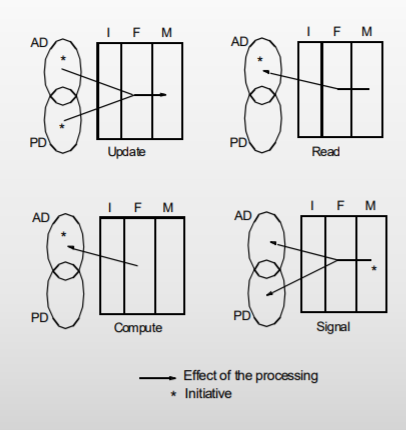 I F M
AD
*
*
PD
Update
I F M
AD
*
PD
Read
I F M
AD
*
PD
Compute
I F M
AD
*
PD
Signal
Effect of the processing
* Initiative